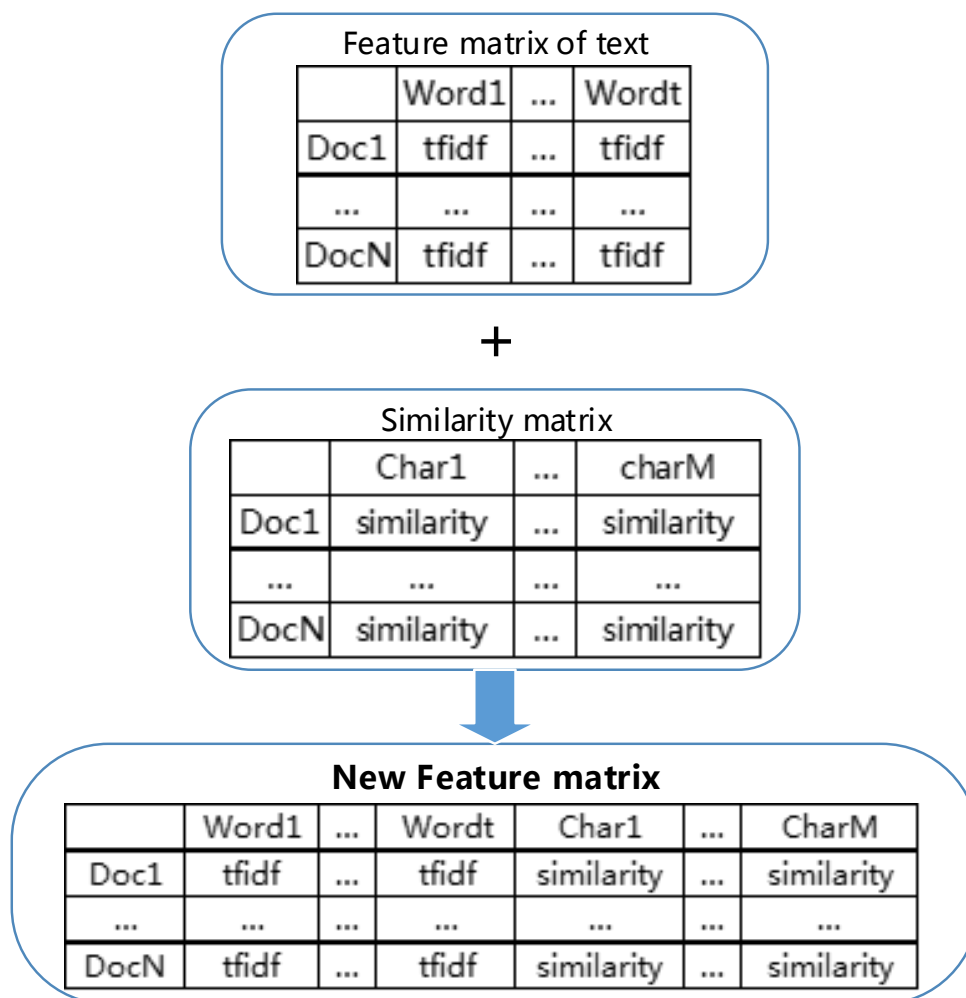 Feature matrix of text
Word1 ... Wordt
Doc1 tfidf ... tfidf
... ... ... ...
DocN tfidf ... tfidf
+
Similarity matrix
Char1 ... charM
Doc1 similarity ... similarity
... ... ... ...
DocN similarity ... similarity
New Feature matrix
Word1 ... Wordt Char1 ... CharM
Doc1 tfidf ... tfidf similarity ... similarity
... ... ... ... ... ... ...
DocN tfidf ... tfidf similarity ... similarity